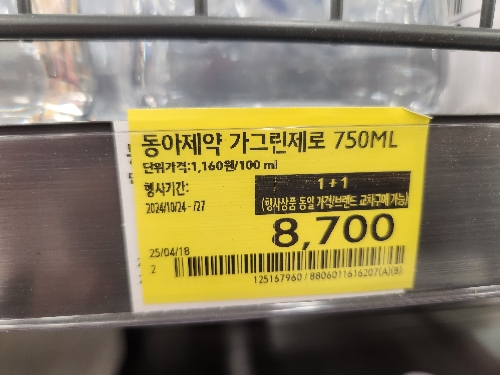 동아제약 가그린제로 750ML
단위가격:1,160원/100 ml
행사기간: 1+1
2024/10/24 - /27 (행사상품 동일 가격/브랜드 교차구매 가능)
8,700
25/04/18
2
125167960 / 8806011616207(A)(B)